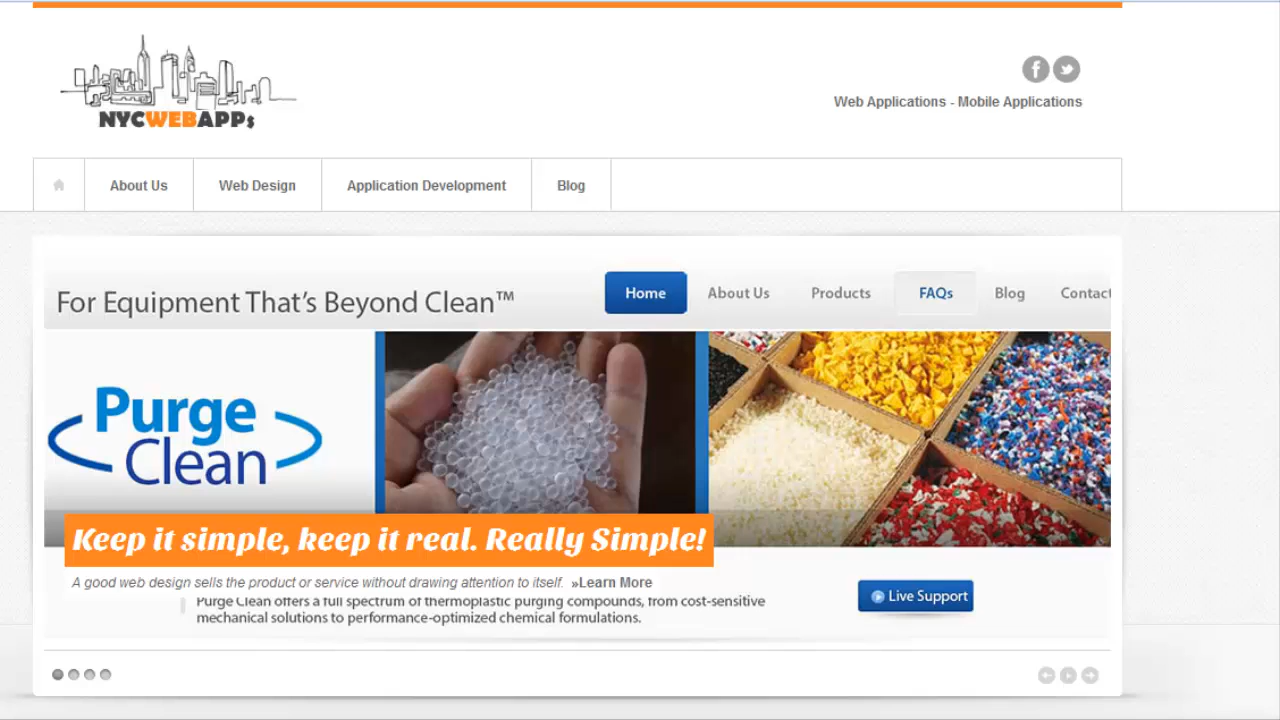 NYCWEBAPPs
Web Applications - Mobile Applications
About Us
Web Design
Application Development
Blog
For Equipment That's Beyond Clean™
Home
About Us
Products
FAQs
Blog
Contact
Purge
Clean
Keep it simple, keep it real. Really Simple!
A good web design sells the product or service without drawing attention to itself. »Learn More
Purge Clean offers a full spectrum of thermoplastic purging compounds, from cost-sensitive
mechanical solutions to performance-optimized chemical formulations.
Live Support